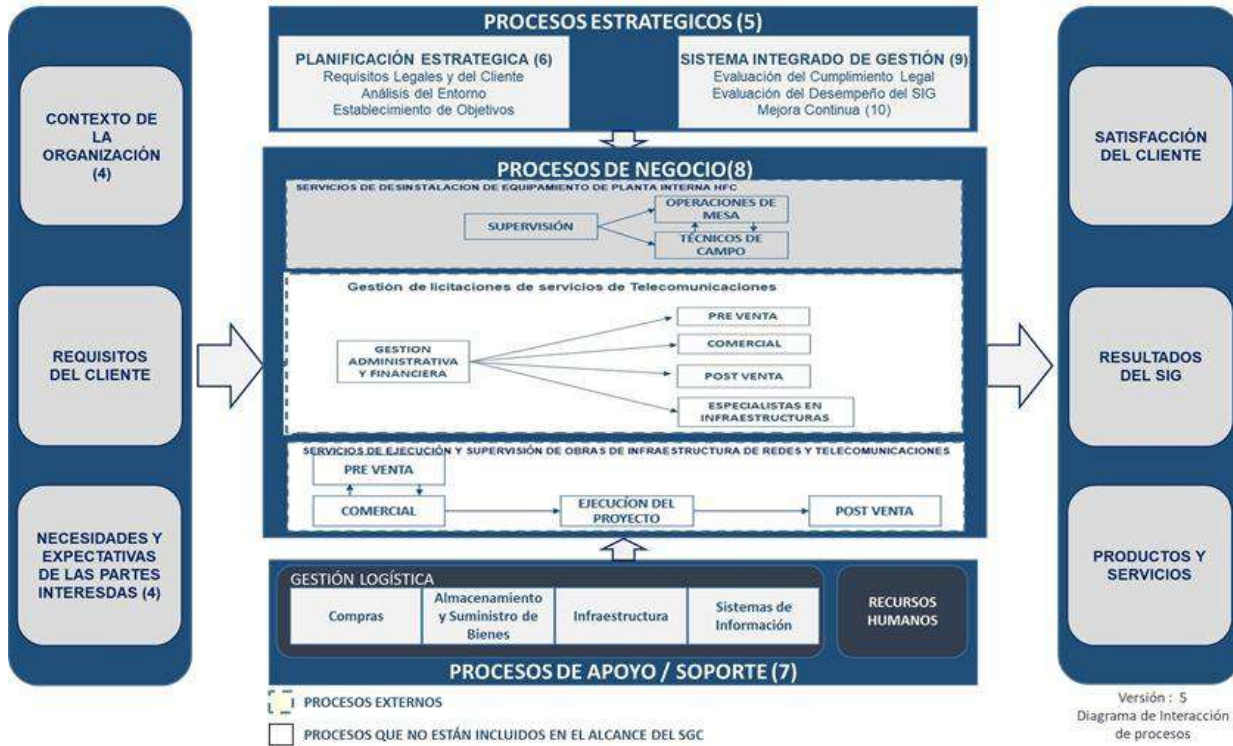 PROCESOS ESTRATEGICOS (5)
PLANIFICACIÓN ESTRATEGICA (6)
Requisitos Legales y del Cliente
Análisis del Entorno
Establecimiento de Objetivos
SISTEMA INTEGRADO DE GESTIÓN (9)
Evaluación del Cumplimiento Legal
Evaluación del Desempeño del SIG
Mejora Continua (10)
CONTEXTO DE
LA
ORGANIZACIÓN
(4)
REQUISITOS
DEL CLIENTE
NECESIDADES Y
EXPECTATIVAS
DE LAS PARTES
INTERESDAS (4)
PROCESOS DE NEGOCIO(8)
SERVICIOS DE DESINSTALACION DE EQUIPAMIENTO DE PLANTA INTERNA HFC
SUPERVISIÓN
OPERACIONES DE
MESA
TÉCNICOS DE
CAMPO
Gestión de licitaciones de servicios de Telecomunicaciones
GESTION
ADMINISTRATIVA
Y FINANCIERA
PRE VENTA
COMERCIAL
POST VENTA
ESPECIALISTAS EN
INFRAESTRUCTURAS
SERVICIOS DE EJECUCIÓN Y SUPERVISIÓN DE OBRAS DE INFRAESTRUCTURA DE REDES Y TELECOMUNICACIONES
PRE VENTA
COMERCIAL
EJECUCÍON DEL
PROYECTO
POST VENTA
GESTIÓN LOGÍSTICA
Compras
Almacenamiento
y Suministro de
Bienes
Infraestructura
Sistemas de
Información
RECURSOS
HUMANOS
PROCESOS DE APOYO / SOPORTE (7)
SATISFACCIÓN
DEL CLIENTE
RESULTADOS
DEL SIG
PRODUCTOS Y
SERVICIOS
PROCESOS EXTERNOS
PROCESOS QUE NO ESTÁN INCLUIDOS EN EL ALCANCE DEL SGC
Versión : 5
Diagrama de Interacción
de procesos